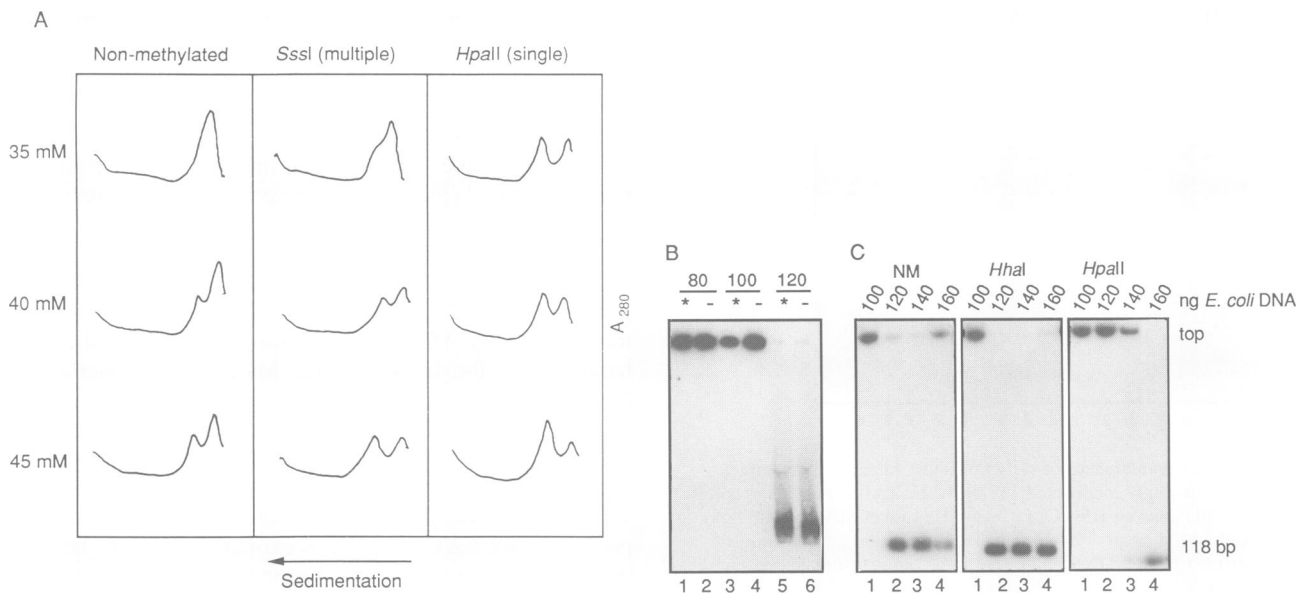 A
Non-methylated SssI (multiple) HpaII (single)
35 mM
40 mM
45 mM
A280
Sedimentation
B
80 100 120
* - * - * -
1 2 3 4 5 6
C
NM HhaI HpaII
100 120 140 160 100 120 140 160 100 120 140 160 ng E. coli DNA
top
118 bp
1 2 3 4 1 2 3 4 1 2 3 4